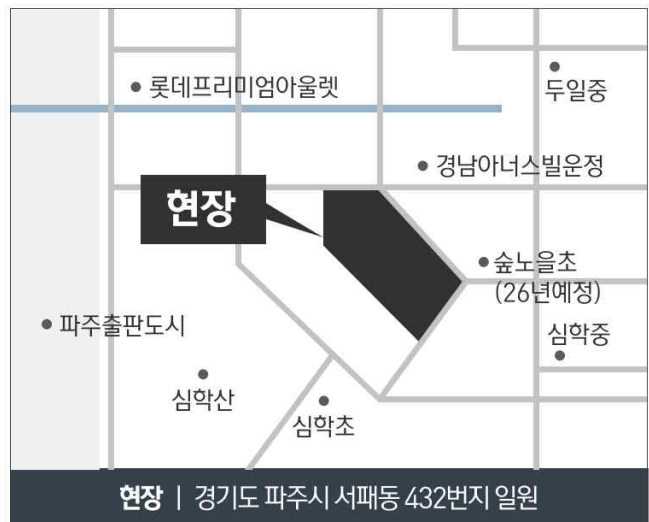 롯데프리미엄아울렛
두일중
경남아너스빌운정
현장
숲노을초
(26년예정)
파주출판도시
심학중
심학산
심학초
현장 | 경기도 파주시 서패동 432번지 일원